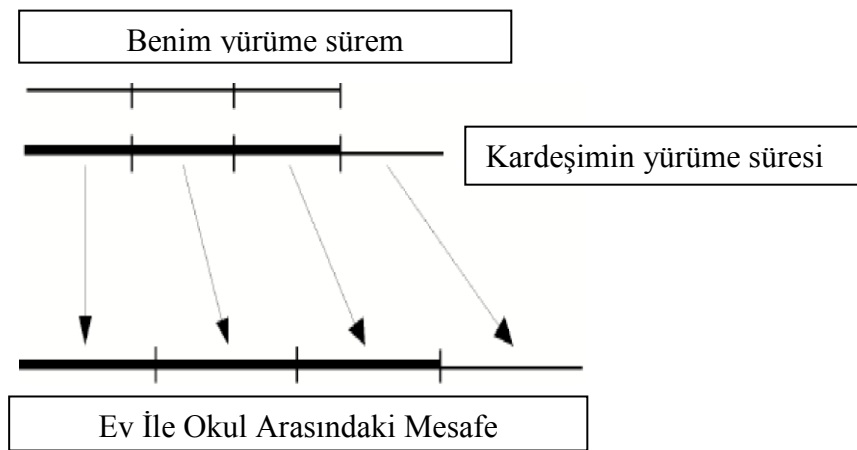 Benim yürüme sürem
Kardeşimin yürüme süresi
Ev İle Okul Arasındaki Mesafe